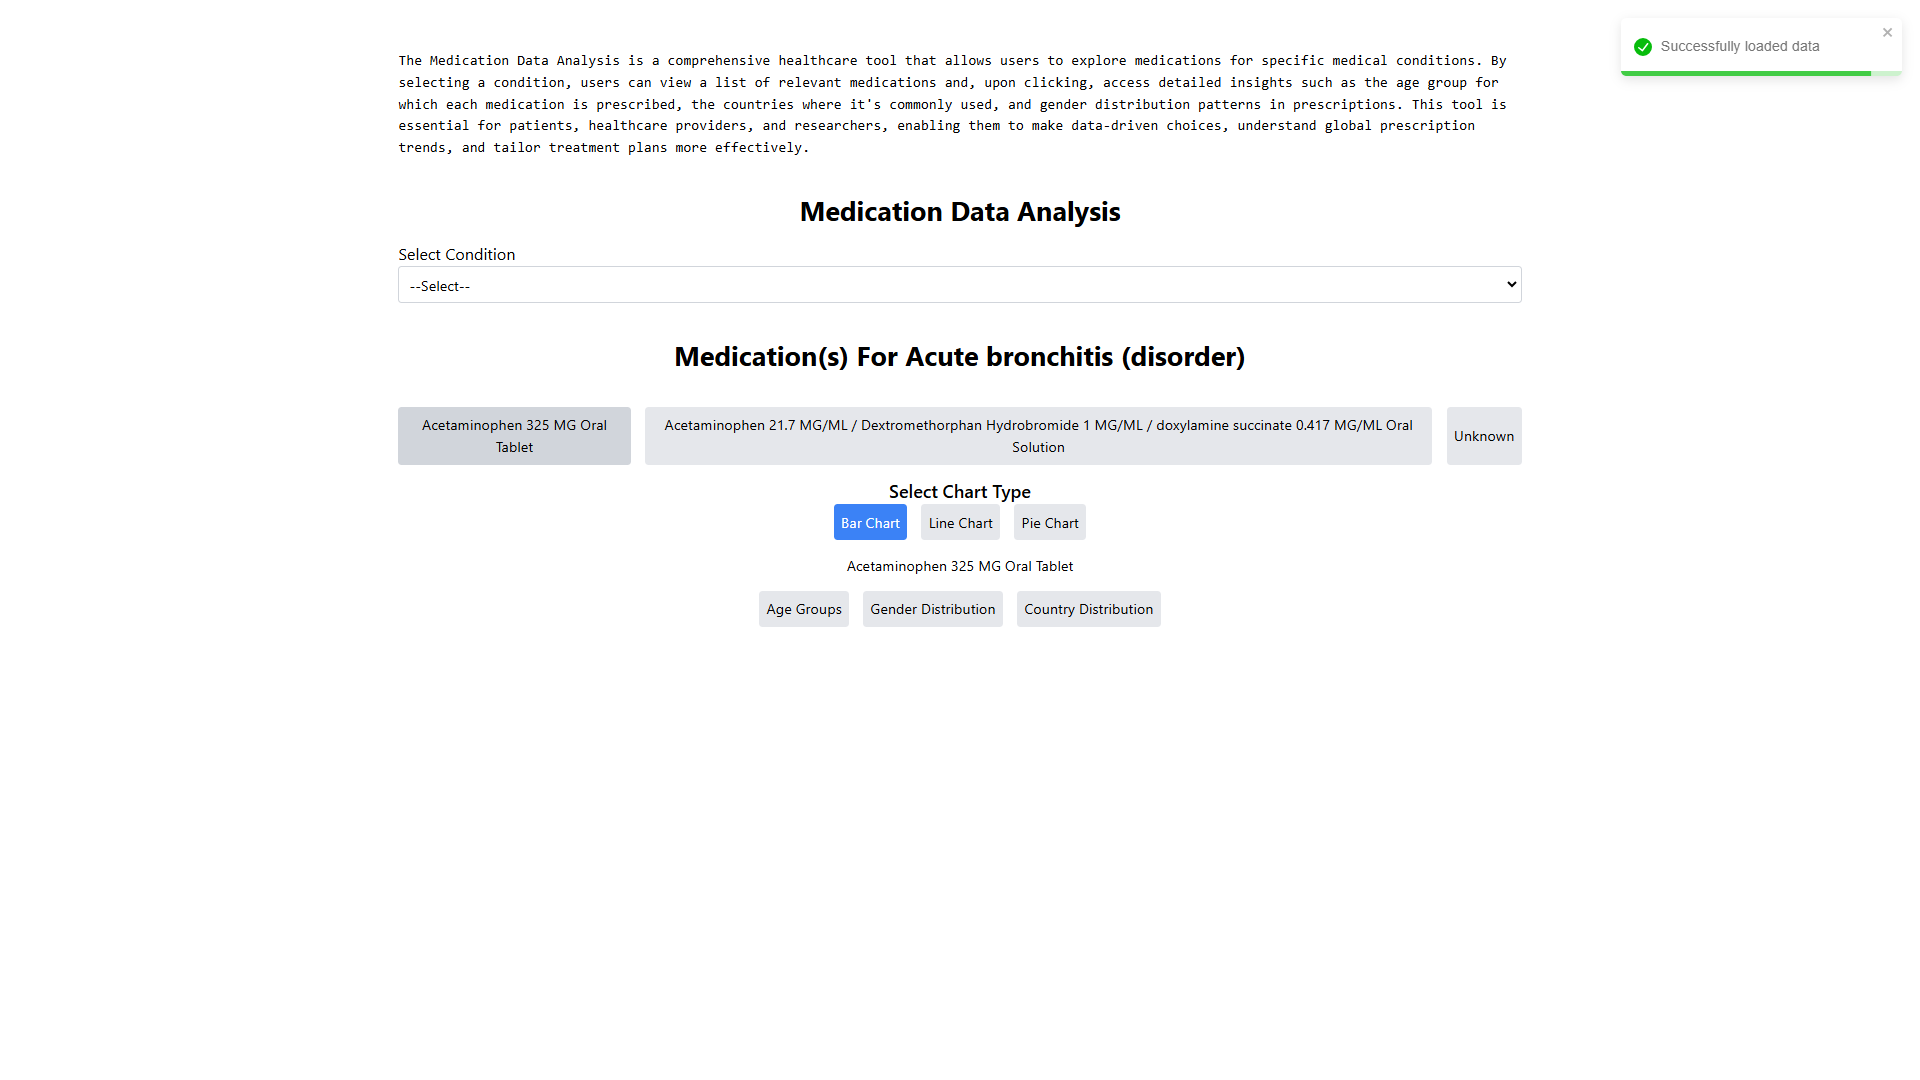 Successfully loaded data
The Medication Data Analysis is a comprehensive healthcare tool that allows users to explore medications for specific medical conditions. By
selecting a condition, users can view a list of relevant medications and, upon clicking, access detailed insights such as the age group for
which each medication is prescribed, the countries where it's commonly used, and gender distribution patterns in prescriptions. This tool is
essential for patients, healthcare providers, and researchers, enabling them to make data-driven choices, understand global prescription
trends, and tailor treatment plans more effectively.
Medication Data Analysis
Select Condition
--Select--
Medication(s) For Acute bronchitis (disorder)
Acetaminophen 325 MG Oral
Tablet
Acetaminophen 21.7 MG/ML / Dextromethorphan Hydrobromide 1 MG/ML / doxylamine succinate 0.417 MG/ML Oral
Solution
Unknown
Select Chart Type
Bar Chart
Line Chart
Pie Chart
Acetaminophen 325 MG Oral Tablet
Age Groups
Gender Distribution
Country Distribution